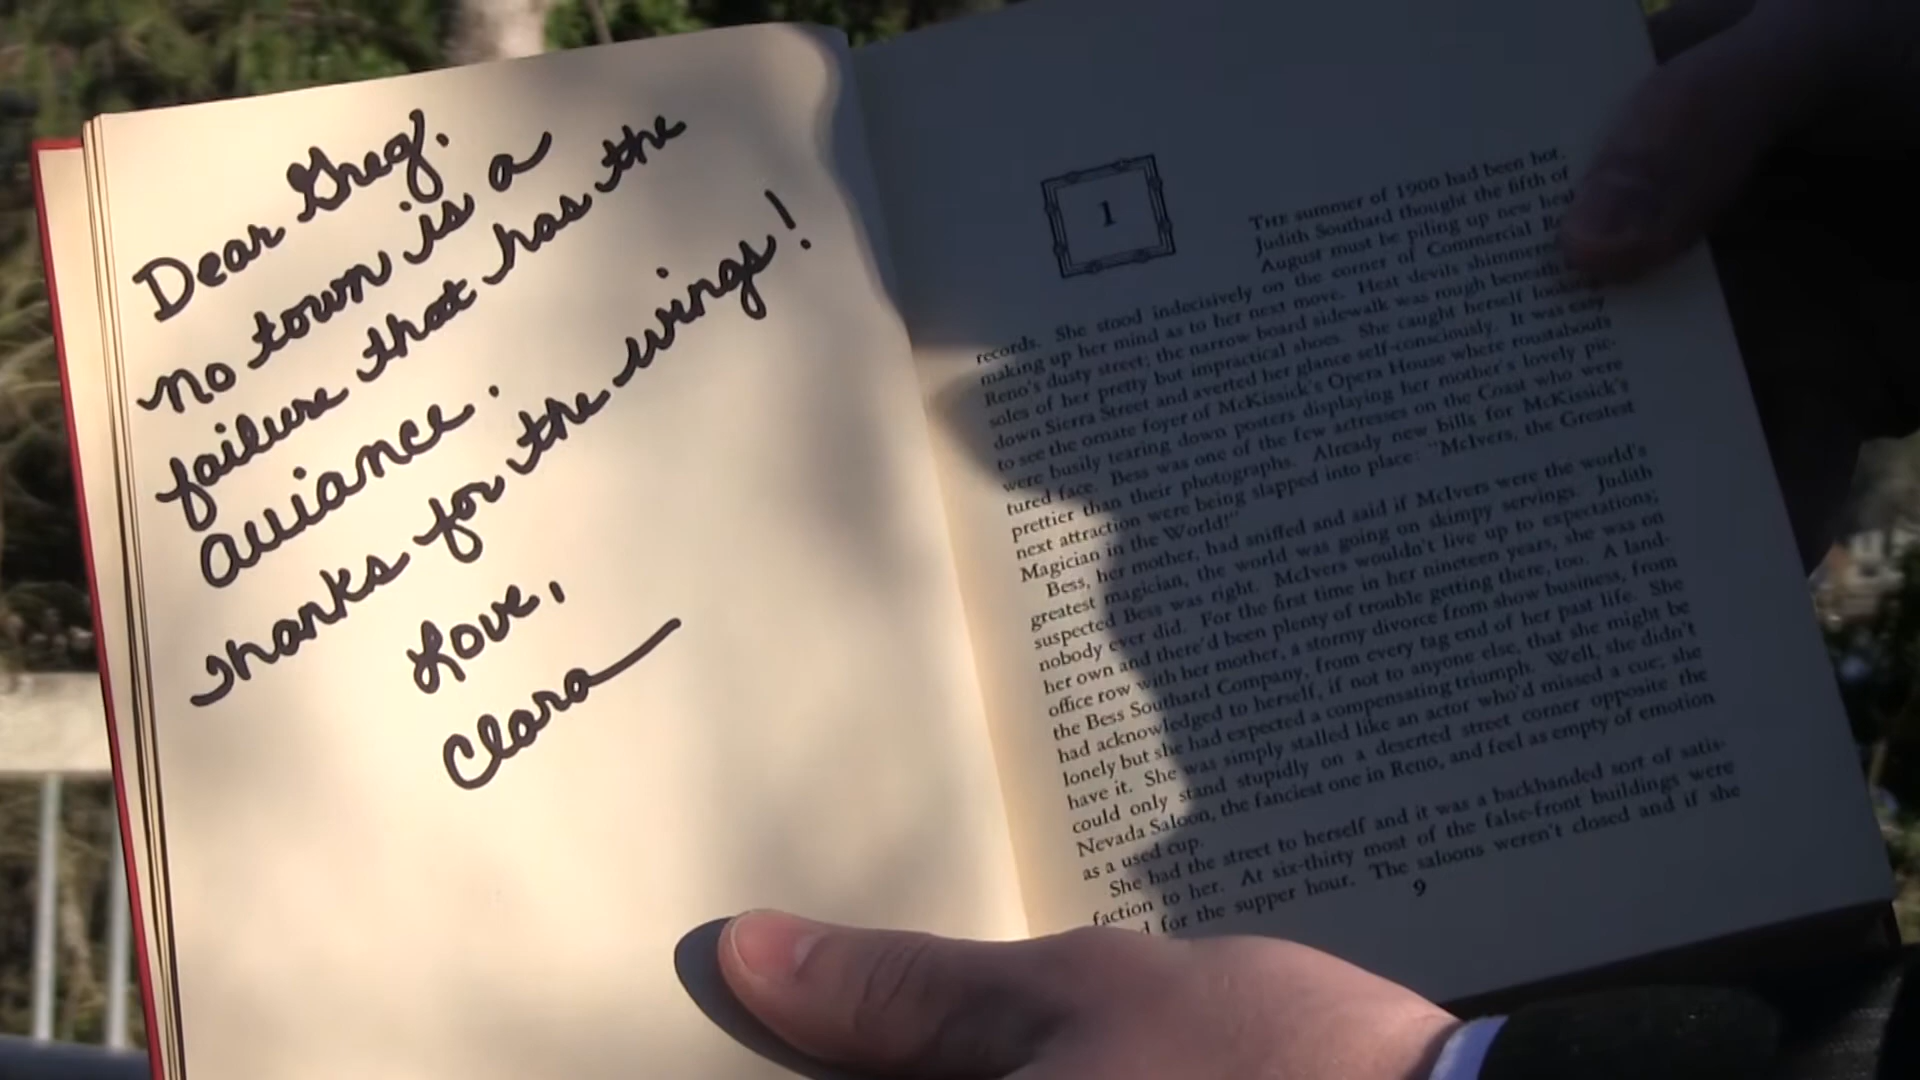 Dear Greg.
No town is a
failure that has the
Alliance.
Thanks for the wings!
Love,
Clara
1
THE summer of 1900 had been hot.
Judith Southard thought the fifth of
August must be piling up new heat
records. She stood indecisively on the corner of Commercial
making up her mind as to her next move. Heat devils shimmered
Reno's dusty street; the narrow board sidewalk was rough beneath
soles of her pretty but impractical shoes. She caught herself looking
down Sierra Street and averted her glance self-consciously. It was easy
to see the ornate foyer of McKissick's Opera House where roustabouts
were busily tearing down posters displaying her mother's lovely pic-
tured face. Bess was one of the few actresses on the Coast who were
prettier than their photographs. Already new bills for McKissick's
next attraction were being slapped into place: "McIvers, the Greatest
Magician in the World!"
Bess, her mother, had sniffed and said if McIvers were the world's
greatest magician, the world was going on skimpy servings. Judith
suspected Bess was right. McIvers wouldn't live up to expectations;
nobody ever did. For the first time in her nineteen years, she was on
her own and there'd been plenty of trouble getting there, too. A land-
office row with her mother, a stormy divorce from show business, from
the Bess Southard Company, from every tag end of her past life. She
had acknowledged to herself, if not to anyone else, that she might be
lonely but she had expected a compensating triumph. Well, she didn't
have it. She was simply stalled like an actor who'd missed a cue; she
could only stand stupidly on a deserted street corner opposite the
Nevada Saloon, the fanciest one in Reno, and feel as empty of emotion
as a used cup.
She had the street to herself and it was a backhanded sort of satis-
faction to her. At six-thirty most of the false-front buildings were
for the supper hour. The saloons weren't closed and if she
9